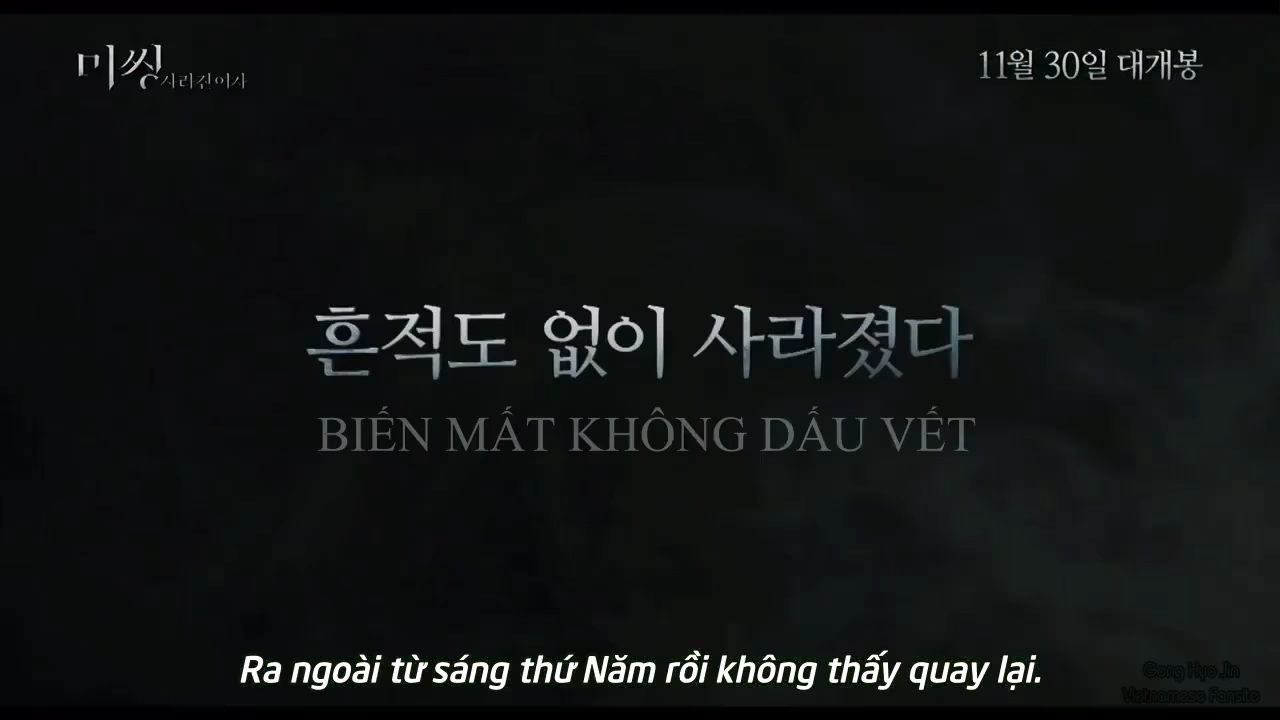 미씽 사라진 여자
11월 30일 대개봉
흔적도 없이 사라졌다
BIẾN MẤT KHÔNG DẤU VẾT
Ra ngoài từ sáng thứ Năm rồi không thấy quay lại.
Gong Hyo Jin
Vietnamese Fansite